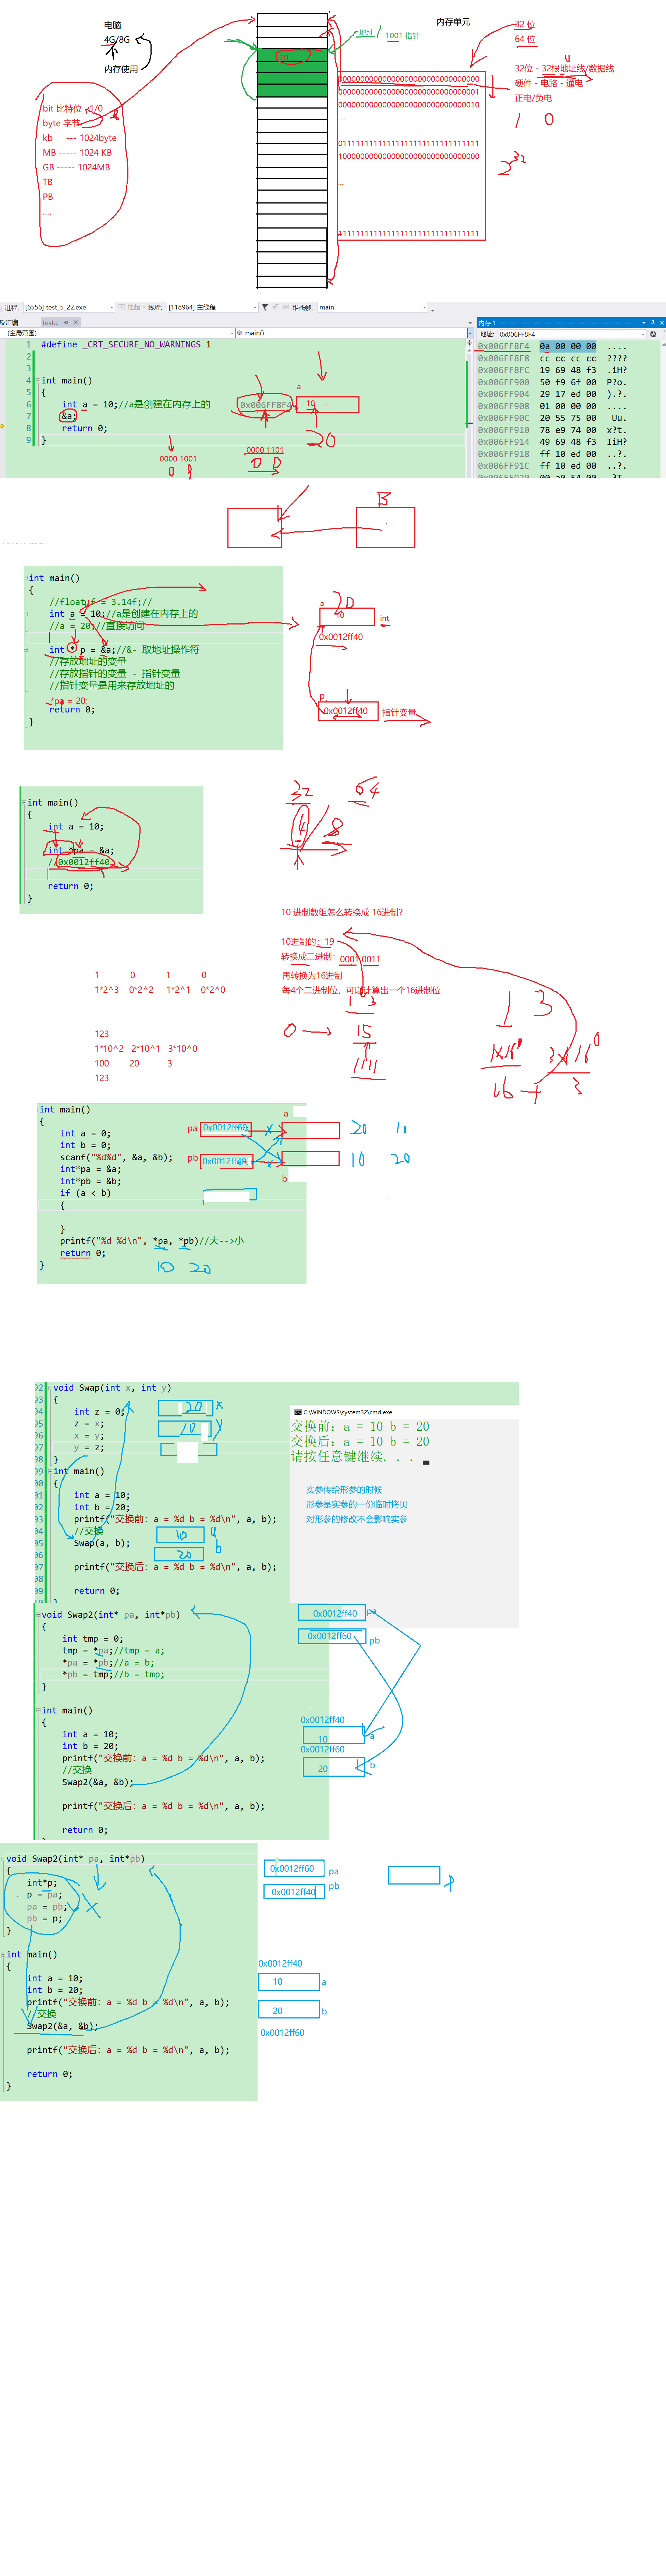 电脑
4G/8G
内存使用
bit 比特位 1/0
byte 字节 8
kb --- 1024byte
MB ----- 1024 KB
GB ----- 1024MB
TB
PB
....
10
地址
1001 指针
内存单元
32 位
64 位
32位 - 32根地址线/数据线
硬件 - 电路 - 通电
正电/负电
1 0
2^32
00000000000000000000000000000000
00000000000000000000000000000001
00000000000000000000000000000010
...
01111111111111111111111111111111
10000000000000000000000000000000
...
11111111111111111111111111111111
进程: [6556] test_5_22.exe 挂起 线程: [118964] 主线程 堆栈帧: main
反汇编 test.c
(全局范围) main()
1 #define _CRT_SECURE_NO_WARNINGS 1
2
3
4 int main()
5 {
6 int a = 10;//a是创建在内存上的
7 &a;
8 return 0;
9 }
a
0x006FF8F4
10
20
0000 1001
0 9
0000 1101
0 D
内存 1
地址: 0x006FF8F4
0x006FF8F4 0a 00 00 00 ....
0x006FF8F8 cc cc cc cc ????
0x006FF8FC 19 69 48 f3 .iH?
0x006FF900 50 f9 6f 00 P?o.
0x006FF904 29 17 ed 00 ).?.
0x006FF908 01 00 00 00 ....
0x006FF90C 20 55 75 00 Uu.
0x006FF910 78 e9 74 00 x?t.
0x006FF914 49 69 48 f3 IiH?
0x006FF918 ff 10 ed 00 ..?.
0x006FF91C ff 10 ed 00 ..?.
B
int main()
{
//float f = 3.14f;//
int a = 10;//a是创建在内存上的
//a = 20;//直接访问
int * p = &a;//&- 取地址操作符
//存放地址的变量
//存放指针的变量 - 指针变量
//指针变量是用来存放地址的
*pa = 20;
return 0;
}
a
20
10
int
0x0012ff40
p
0x0012ff40
指针变量
int main()
{
int a = 10;
int *pa = &a;
//0x0012ff40
return 0;
}
32 64
4 8
10 进制数组怎么转换成 16进制?
10进制的: 19
转换成二进制: 0001 0011
再转换为16进制
每4个二进制位, 可以计算出一个16进制位
1 3
0 → 15
1111
1 3
1×16^1 3×16^0
16 + 3
1 0 1 0
1*2^3 0*2^2 1*2^1 0*2^0
123
1*10^2 2*10^1 3*10^0
100 20 3
123
int main()
{
int a = 0;
int b = 0;
scanf("%d%d", &a, &b);
int*pa = &a;
int*pb = &b;
if (a < b)
{
}
printf("%d %d\n", *pa, *pb)//大-->小
return 0;
}
10 20
pa 0x0012ff60
pb 0x0012ff40
a
b
20 10
10 20
void Swap(int x, int y)
{
int z = 0;
z = x;
x = y;
y = z;
}
int main()
{
int a = 10;
int b = 20;
printf("交换前: a = %d b = %d\n", a, b);
//交换
Swap(a, b);
printf("交换后: a = %d b = %d\n", a, b);
return 0;
20 x
10 y
10 a
20 b
C:\WINDOWS\system32\cmd.exe
交换前: a = 10 b = 20
交换后: a = 10 b = 20
请按任意键继续. . .
实参传给形参的时候
形参是实参的一份临时拷贝
对形参的修改不会影响实参
void Swap2(int* pa, int*pb)
{
int tmp = 0;
tmp = *pa;//tmp = a;
*pa = *pb;//a = b;
*pb = tmp;//b = tmp;
}
int main()
{
int a = 10;
int b = 20;
printf("交换前: a = %d b = %d\n", a, b);
//交换
Swap2(&a, &b);
printf("交换后: a = %d b = %d\n", a, b);
return 0;
0x0012ff40 pa
0x0012ff60 pb
0x0012ff40
10 a
0x0012ff60
20 b
void Swap2(int* pa, int*pb)
{
int*p;
p = pa;
pa = pb;
pb = p;
}
int main()
{
int a = 10;
int b = 20;
printf("交换前: a = %d b = %d\n", a, b);
//交换
Swap2(&a, &b);
printf("交换后: a = %d b = %d\n", a, b);
return 0;
}
0x0012ff60 pa
0x0012ff40 pb
p
0x0012ff40
10 a
20 b
0x0012ff60